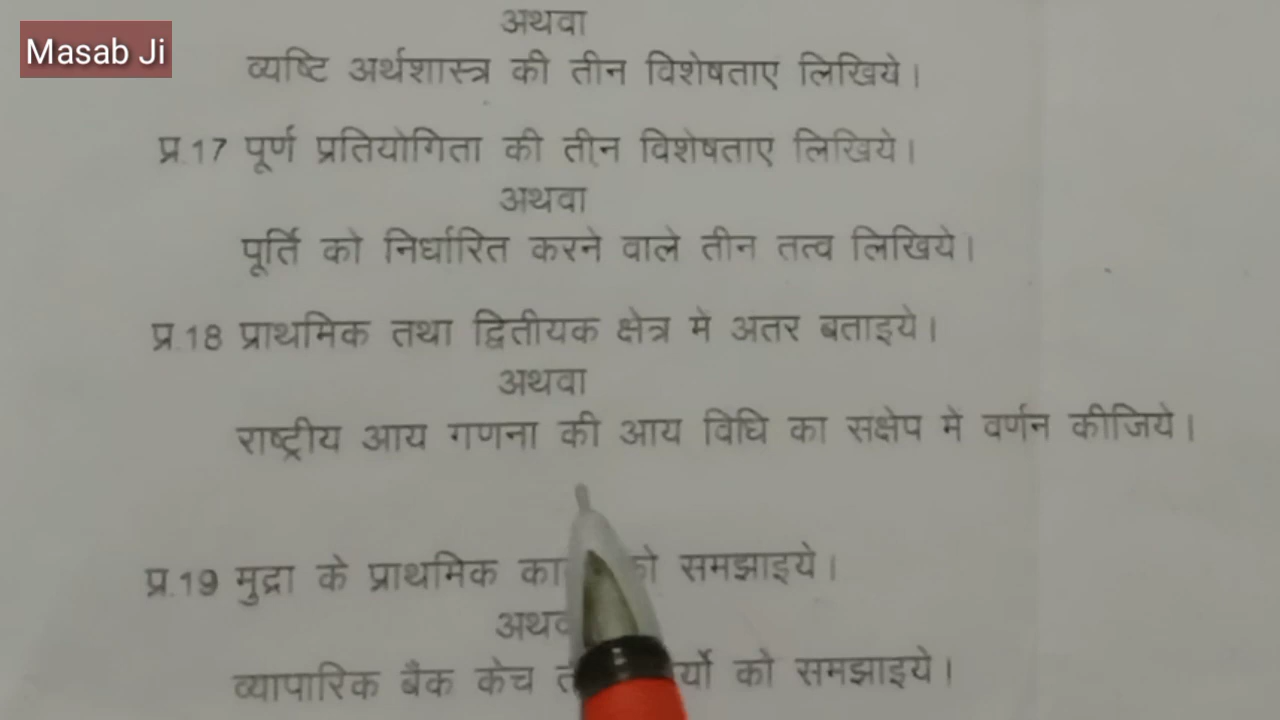 Masab Ji
अथवा
व्यष्टि अर्थशास्त्र की तीन विशेषताए लिखिये।
प्र.17 पूर्ण प्रतियोगिता की तीन विशेषताए लिखिये।
अथवा
पूर्ति को निर्धारित करने वाले तीन तत्व लिखिये।
प्र.18 प्राथमिक तथा द्वितीयक क्षेत्र मे अतर बताइये।
अथवा
राष्ट्रीय आय गणना की आय विधि का सक्षेप मे वर्णन कीजिये।
प्र.19 मुद्रा के प्राथमिक समझाइये।
व्यापारिक बैक केच को समझाइये।